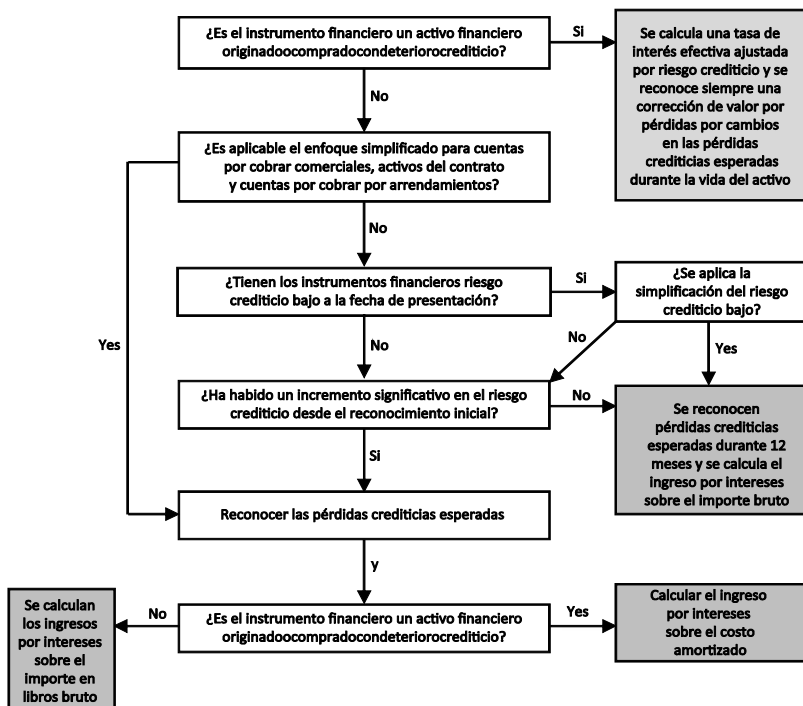 ¿Es el instrumento financiero un activo financiero
originadoocompradocondeteriorocrediticio?
Si
Se calcula una tasa de
interés efectiva ajustada
por riesgo crediticio y se
reconoce siempre una
corrección de valor por
pérdidas por cambios
en las pérdidas
crediticias esperadas
durante la vida del activo
No
¿Es aplicable el enfoque simplificado para cuentas
por cobrar comerciales, activos del contrato
y cuentas por cobrar por arrendamientos?
No
¿Tienen los instrumentos financieros riesgo
crediticio bajo a la fecha de presentación?
Si
¿Se aplica la
simplificación del riesgo
crediticio bajo?
Yes
No
No
Yes
¿Ha habido un incremento significativo en el riesgo
crediticio desde el reconocimiento inicial?
No
Se reconocen
pérdidas crediticias
esperadas durante 12
meses y se calcula el
ingreso por intereses
sobre el importe bruto
Si
Reconocer las pérdidas crediticias esperadas
y
Se calculan
los ingresos
por intereses
sobre el
importe en
libros bruto
No
¿Es el instrumento financiero un activo financiero
originadoocompradocondeteriorocrediticio?
Yes
Calcular el ingreso
por intereses
sobre el costo
amortizado